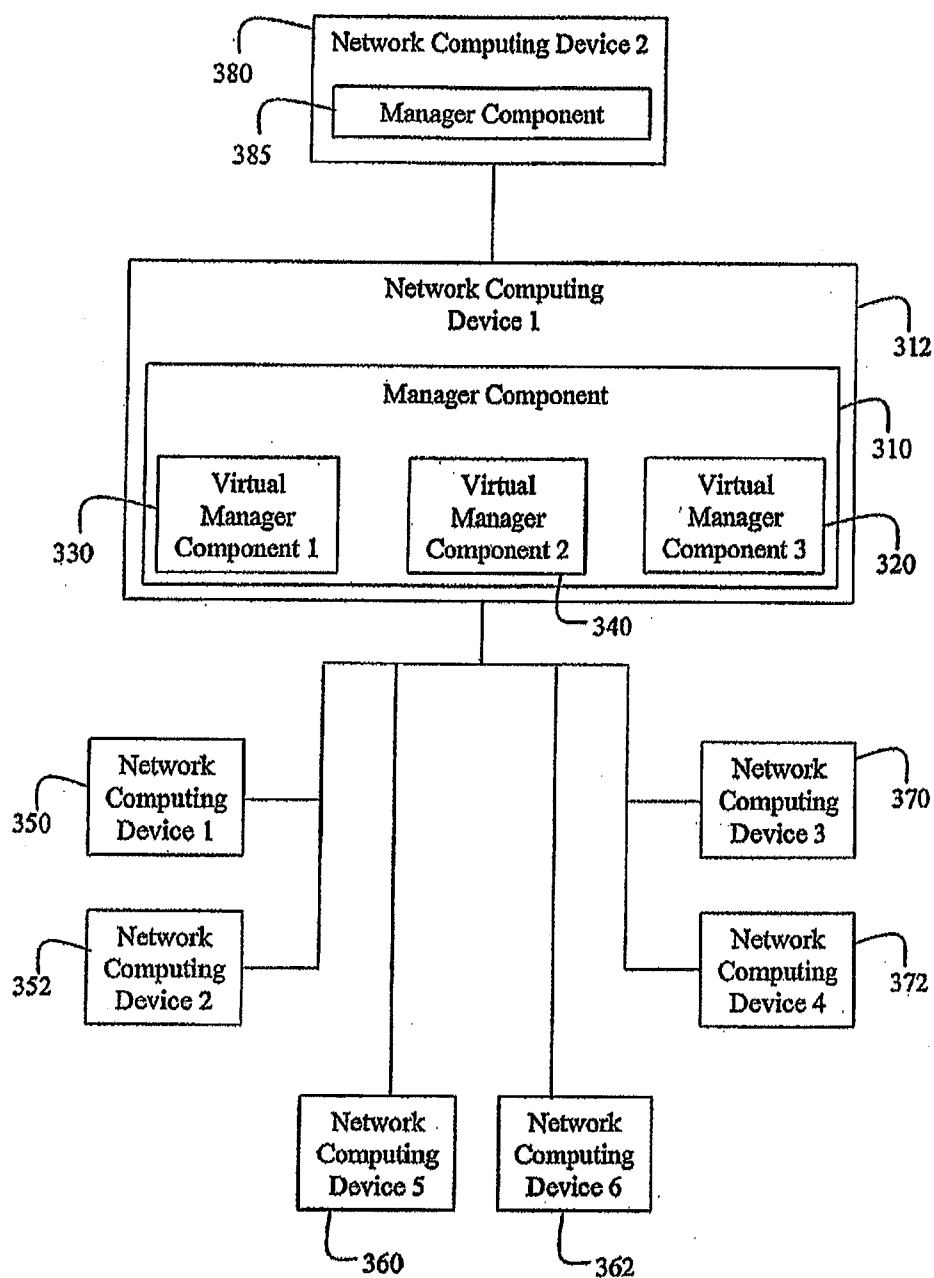 Network Computing Device 2
380
Manager Component
385
Network Computing
Device 1
312
Manager Component
310
Virtual
Manager
Component 1
330
Virtual
Manager
Component 2
340
Virtual
Manager
Component 3
320
Network
Computing
Device 1
350
Network
Computing
Device 3
370
Network
Computing
Device 2
352
Network
Computing
Device 4
372
Network
Computing
Device 5
360
Network
Computing
Device 6
362